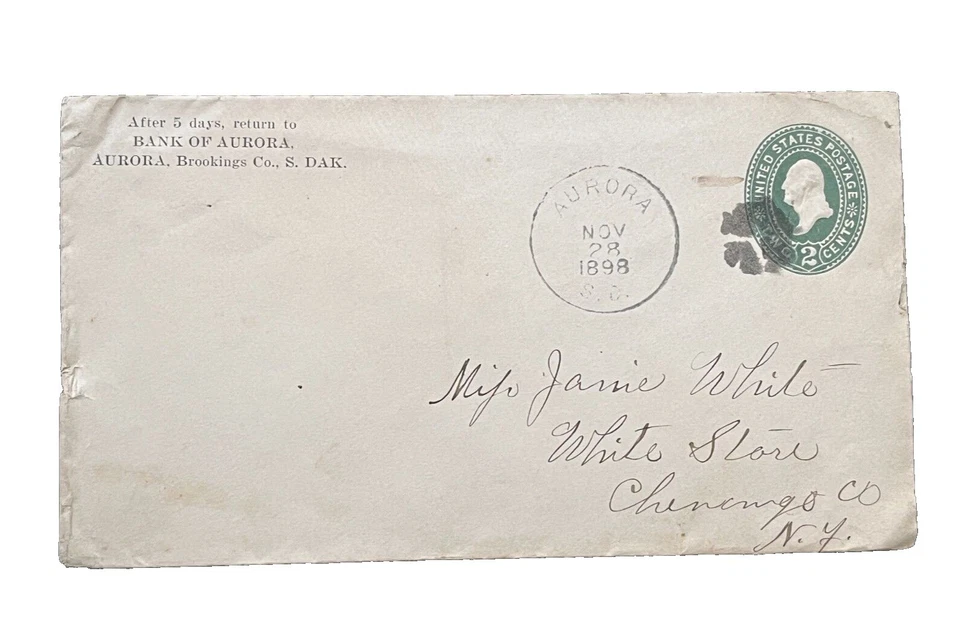 After 5 days, return to
BANK OF AURORA,
AURORA, Brookings Co., S. DAK.
AURORA
NOV
28
1898
S.D.
UNITED STATES POSTAGE
TWO 2 CENTS
Miss Janie White
White Store
Chenango Co
N.Y.